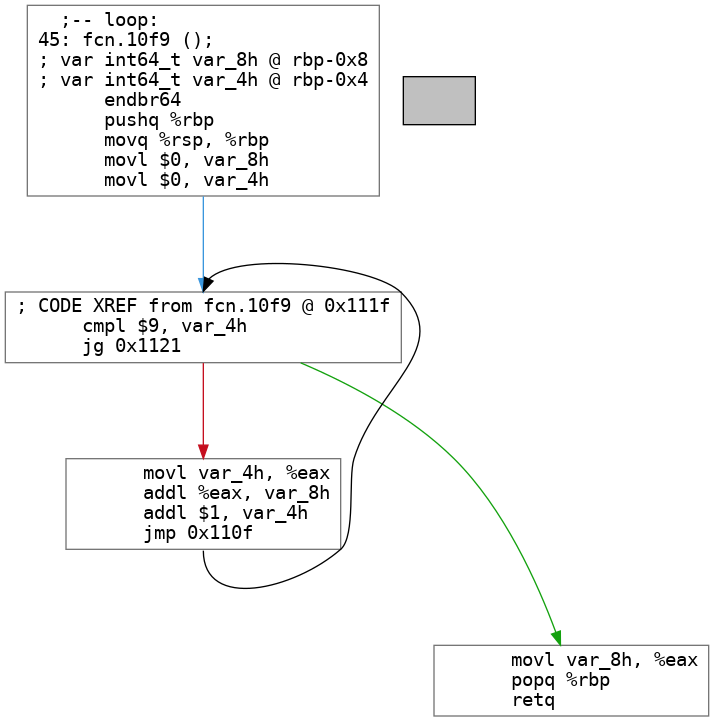 ;-- loop:
45: fcn.10f9 ();
; var int64_t var_8h @ rbp-0x8
; var int64_t var_4h @ rbp-0x4
endbr64
pushq %rbp
movq %rsp, %rbp
movl $0, var_8h
movl $0, var_4h
; CODE XREF from fcn.10f9 @ 0x111f
cmpl $9, var_4h
jg 0x1121
movl var_4h, %eax
addl %eax, var_8h
addl $1, var_4h
jmp 0x110f
movl var_8h, %eax
popq %rbp
retq